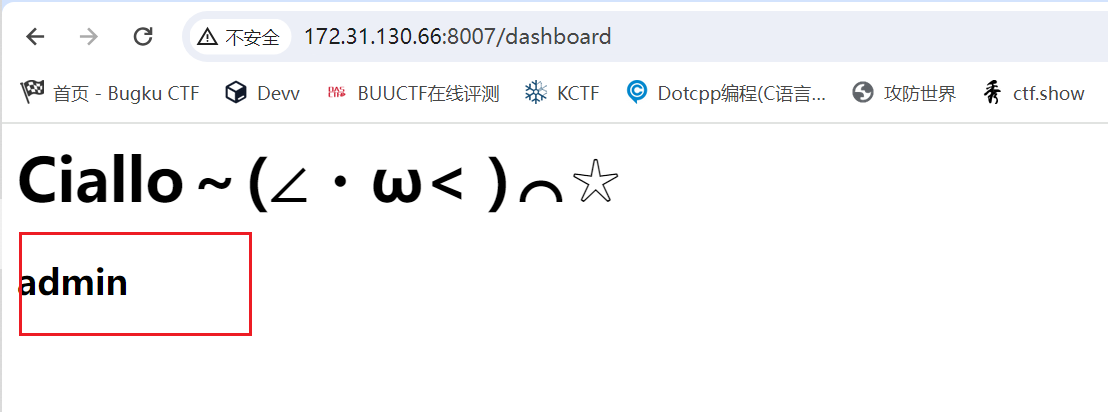 不安全 172.31.130.66:8007/dashboard
首页 - Bugku CTF Devv BUUCTF在线评测 KCTF Dotcpp编程(C语言... 攻防世界 ctf.show
Ciallo～(∠・ω< )⌒☆
admin